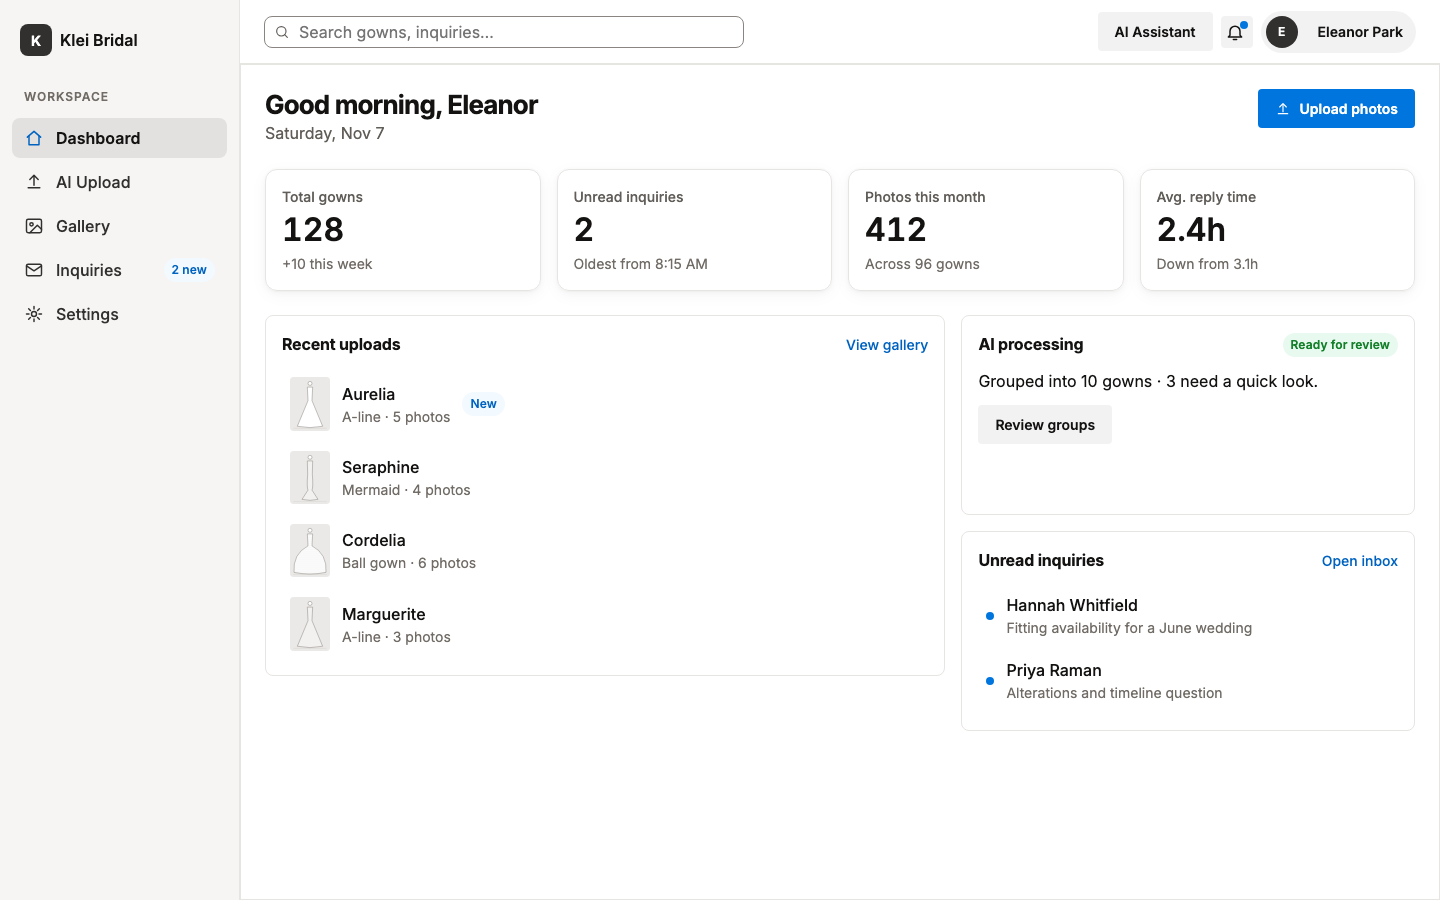 K Klei Bridal
WORKSPACE
Dashboard
AI Upload
Gallery
Inquiries 2 new
Settings
Search gowns, inquiries...
AI Assistant
E Eleanor Park
Good morning, Eleanor
Saturday, Nov 7
Upload photos
Total gowns
128
+10 this week
Unread inquiries
2
Oldest from 8:15 AM
Photos this month
412
Across 96 gowns
Avg. reply time
2.4h
Down from 3.1h
Recent uploads
View gallery
Aurelia
A-line · 5 photos
New
Seraphine
Mermaid · 4 photos
Cordelia
Ball gown · 6 photos
Marguerite
A-line · 3 photos
AI processing
Ready for review
Grouped into 10 gowns · 3 need a quick look.
Review groups
Unread inquiries
Open inbox
Hannah Whitfield
Fitting availability for a June wedding
Priya Raman
Alterations and timeline question